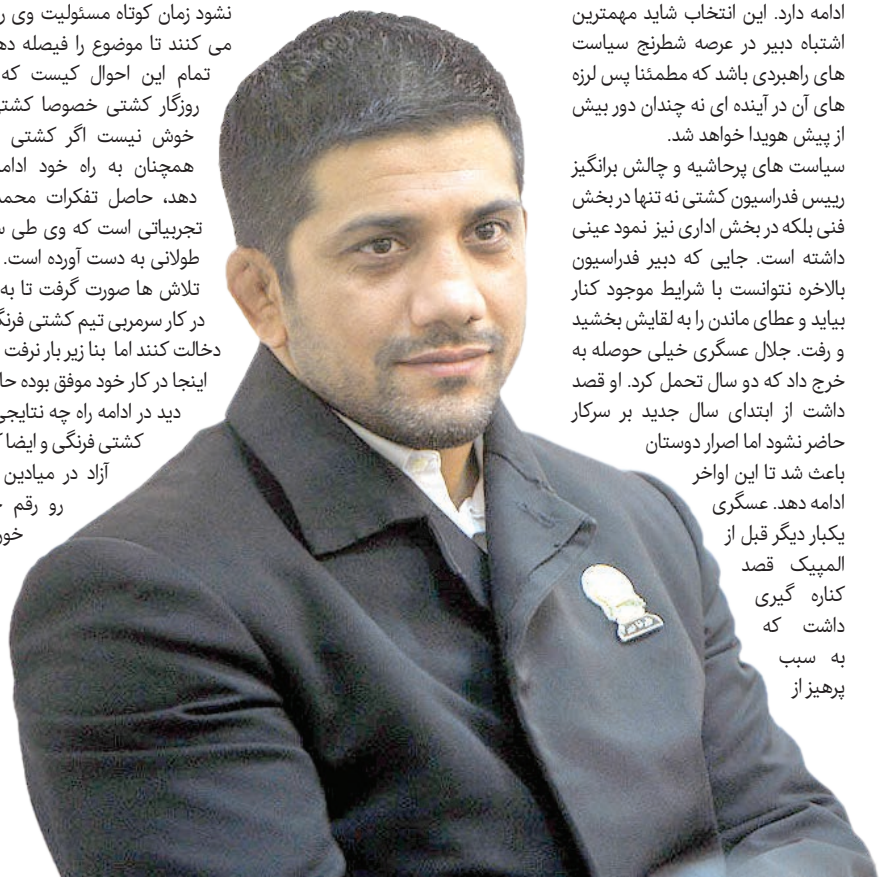 ادامه دارد. این انتخاب شاید مهمترین
اشتباه دبیر در عرصه شطرنج سیاست
های راهبردی باشد که مطمئنا پس لرزه
های آن در آینده ای نه چندان دور بیش
از پیش هویدا خواهد شد.
سیاست های پرحاشیه و چالش برانگیز
رییس فدراسیون کشتی نه تنها در بخش
فنی بلکه در بخش اداری نیز نمود عینی
داشته است. جایی که دبیر فدراسیون
بالاخره نتوانست با شرایط موجود کنار
بیاید و عطای ماندن را به لقایش بخشید
و رفت. جلال عسگری خیلی حوصله به
خرج داد که دو سال تحمل کرد. او قصد
داشت از ابتدای سال جدید بر سرکار
حاضر نشود اما اصرار دوستان
باعث شد تا این اواخر
ادامه دهد. عسگری
یکبار دیگر قبل از
المپیک قصد
کناره گیری
داشت که
به سبب
پرهیز از
نشود زمان کوتاه مسئولیت وی
می کنند تا موضوع را فیصله
تمام این احوال کیست که
روزگار کشتی خصوصا
خوش نیست اگر کشتی
همچنان به راه خود
دهد، حاصل تفکرات
تجربیاتی است که وی طی
طولانی به دست آورده است.
تلاش ها صورت گرفت تا به
در کار سرمربی تیم کشتی
دخالت کنند اما بنا زیر بار نرفت
اینجا در کار خود موفق بوده
دید در ادامه راه چه
کشتی فرنگی و ایضا
آزاد در میادین
رو رقم